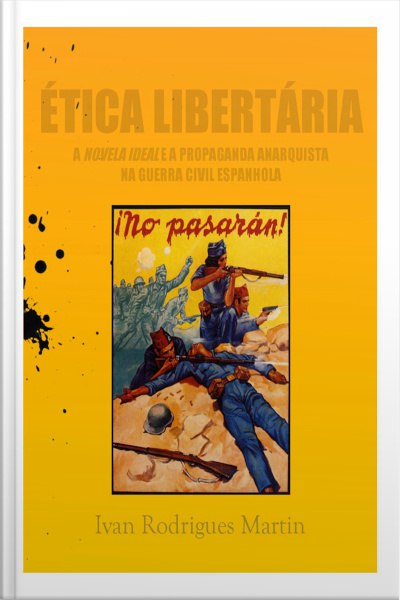 ÉTICA LIBERTÁRIA
A NOVELA IDEAL E A PROPAGANDA ANARQUISTA
NA GUERRA CIVIL ESPANHOLA
¡No pasarán!
Ivan Rodrigues Martin